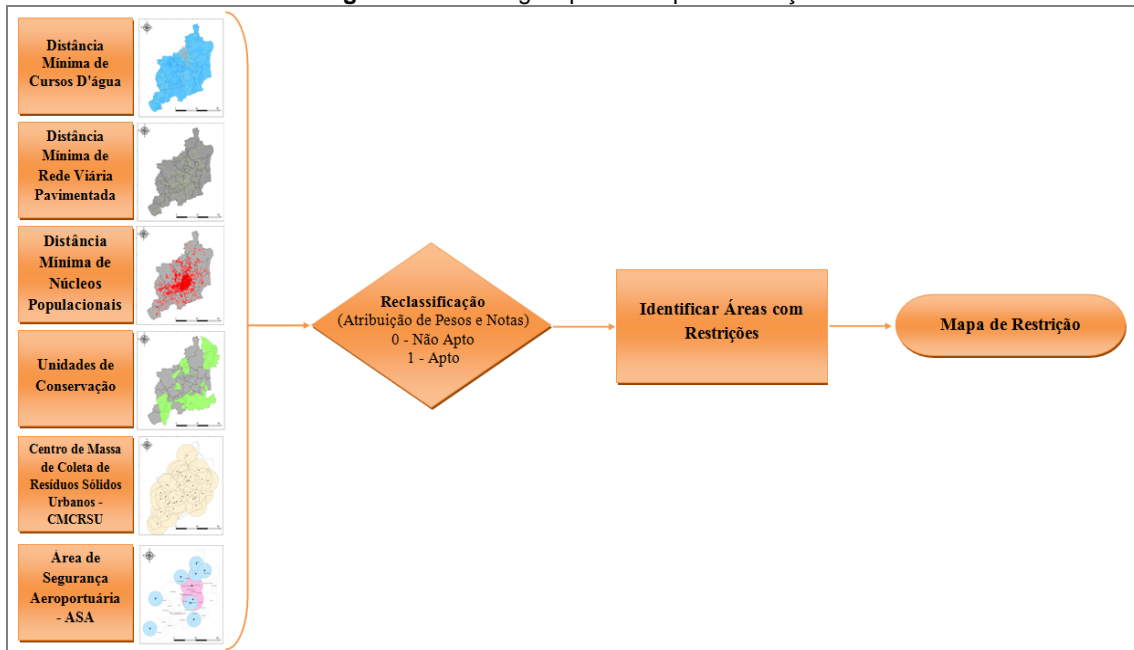 Distância
Mínima de
Cursos D'água
Distância
Mínima de
Rede Viária
Pavimentada
Distância
Mínima de
Núcleos
Populacionais
Unidades de
Conservação
Centro de Massa
de Coleta de
Resíduos Sólidos
Urbanos -
CMCRSU
Área de
Segurança
Aeroportuária
- ASA
Reclassificação
(Atribuição de Pesos e Notas)
0 - Não Apto
1 - Apto
Identificar Áreas com
Restrições
Mapa de Restrição